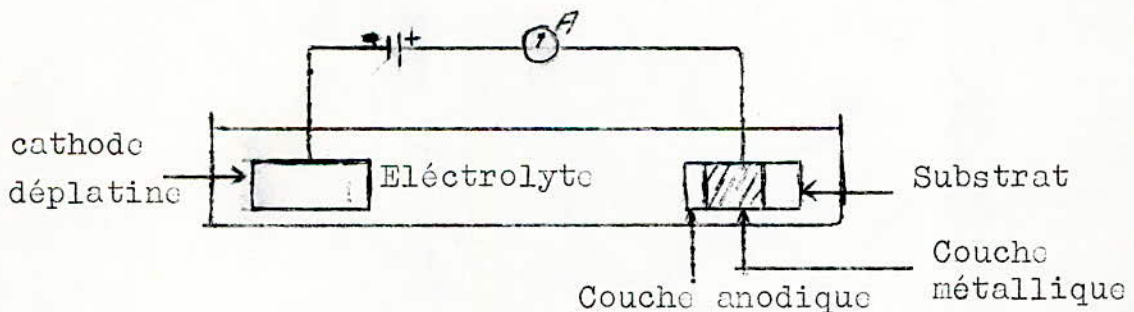 + A
cathode
déplatine
Eléctrolyte
Substrat
Couche anodique
Couche
métallique